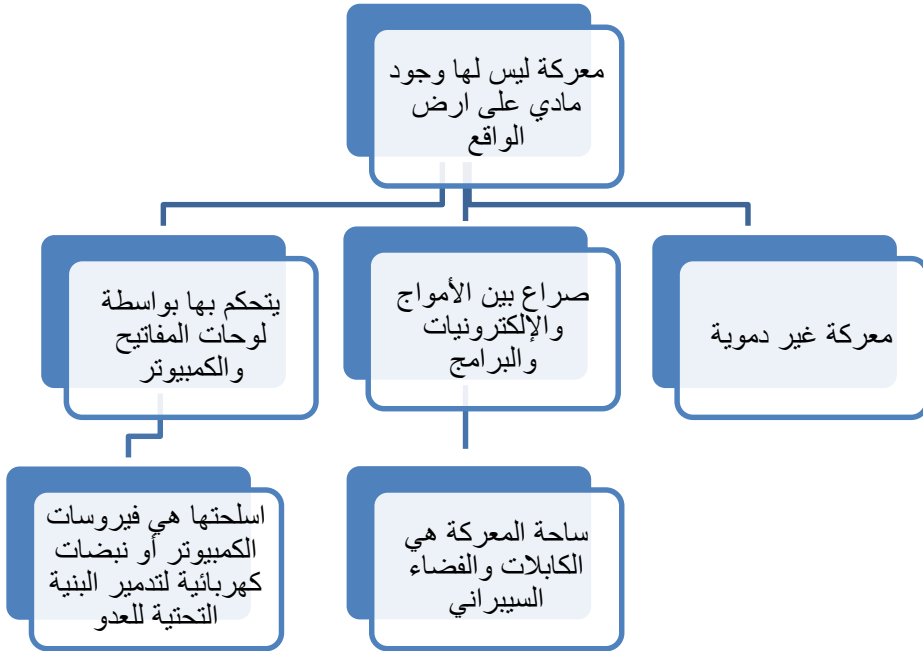 معركة ليس لها وجود
مادي على ارض
الواقع
معركة غير دموية
صراع بين الأمواج
والإلكترونيات
والبرامج
يتحكم بها بواسطة
لوحات المفاتيح
والكمبيوتر
ساحة المعركة هي
الكابلات والفضاء
السيبراني
اسلحتها هي فيروسات
الكمبيوتر أو نبضات
كهربائية لتدمير البنية
التحتية للعدو